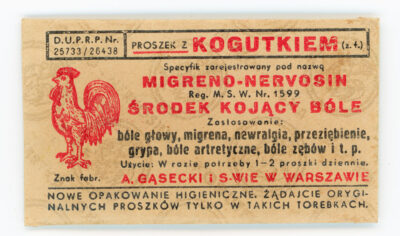 D.U.P.R.P. Nr. 25733/26438
PROSZEK Z KOGUTKIEM (z. f.)
Specyfik zarejestrowany pod nazwą
MIGRENO-NERVOSIN
Reg. M. S. W. Nr. 1599
ŚRODEK KOJĄCY BÓLE
Zastosowanie:
bóle głowy, migrena, newralgia, przeziębienie,
grypa, bóle artretyczne, bóle zębów i t. p.
Użycie: W razie potrzeby 1–2 proszki dziennie.
Znak fabr.
A. GĄSECKI i S-WIE W WARSZAWIE
NOWE OPAKOWANIE HIGIENICZNE. ŻĄDAJCIE ORYGI-
NALNYCH PROSZKÓW TYLKO W TAKICH TOREBKACH.